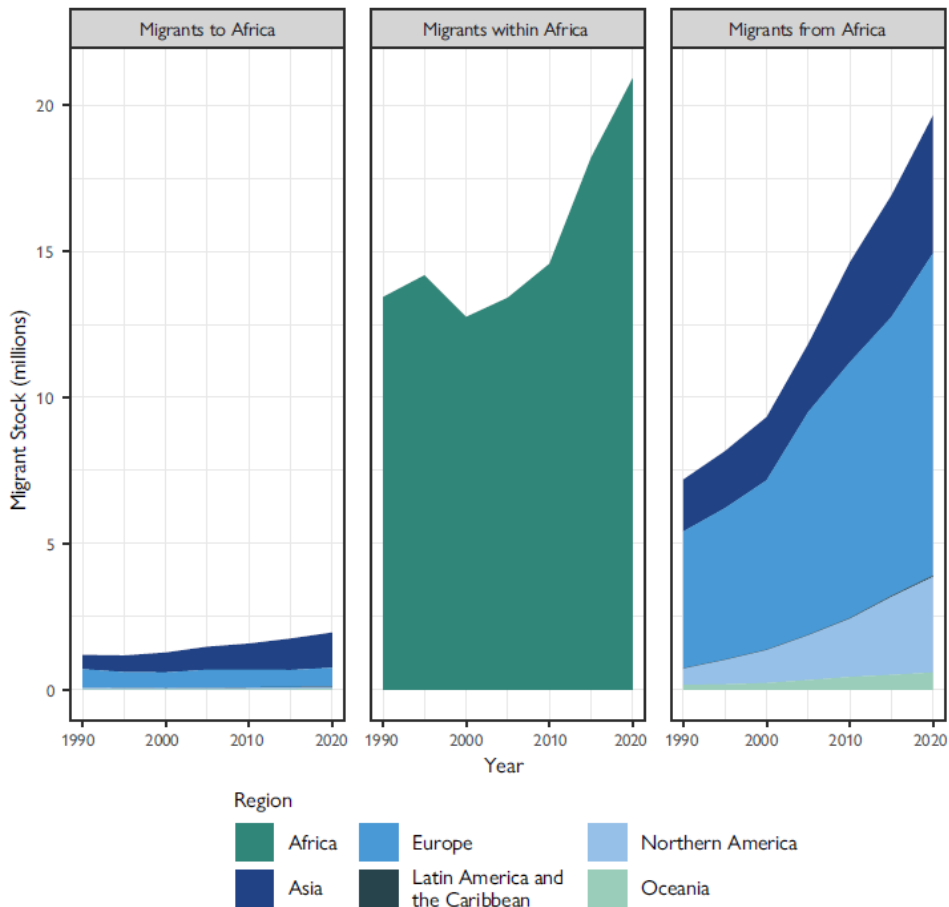 Migrants to Africa
Migrants within Africa
Migrants from Africa
Migrant Stock (millions)
20
15
10
5
0
1990
2000
2010
2020
1990
2000
2010
2020
1990
2000
2010
2020
Year
Region
Africa
Europe
Northern America
Asia
Latin America and
the Caribbean
Oceania